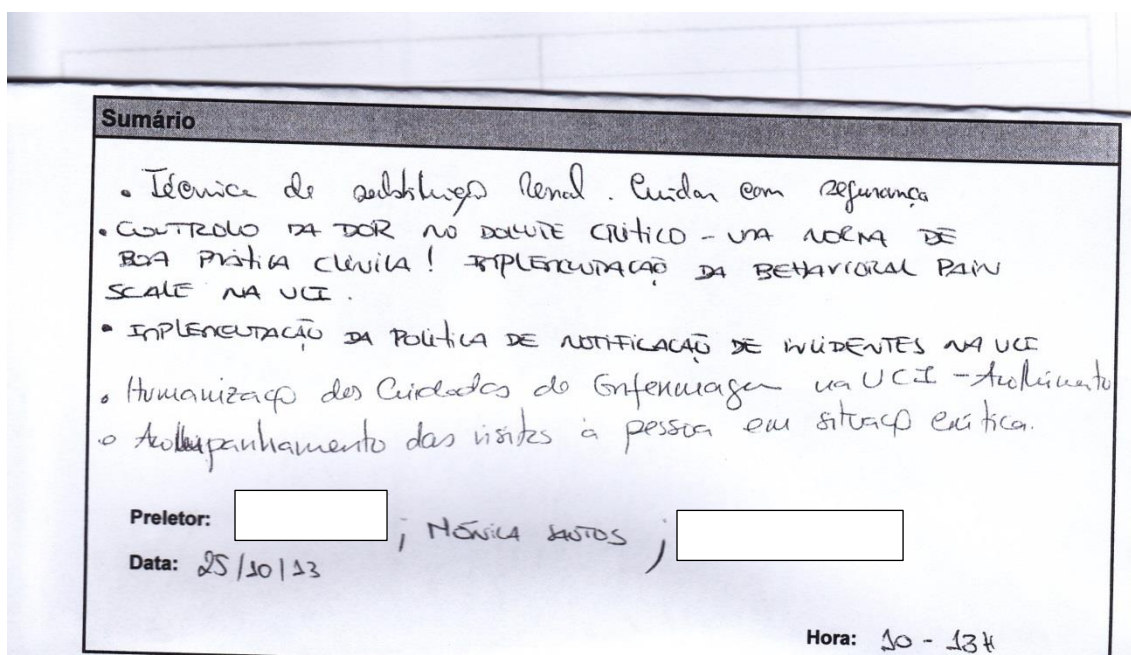 Sumário
• Técnica de substituição Renal. Cuidar com segurança
• CONTROLO DA DOR NO DOENTE CRÍTICO - UMA NORMA DE
BOA PRÁTICA CLÍNICA! IMPLEMENTAÇÃO DA BEHAVIORAL PAIN
SCALE NA UCI.
• IMPLEMENTAÇÃO DA POLÍTICA DE NOTIFICAÇÃO DE INCIDENTES NA UCI
• Humanização dos Cuidados de Enfermagem na UCI - Acolhimento
e Acompanhamento das visitas à pessoa em situação crítica.
Preletor: ; MÓNICA SANTOS ;
Data: 25/10/13
Hora: 10 - 13H